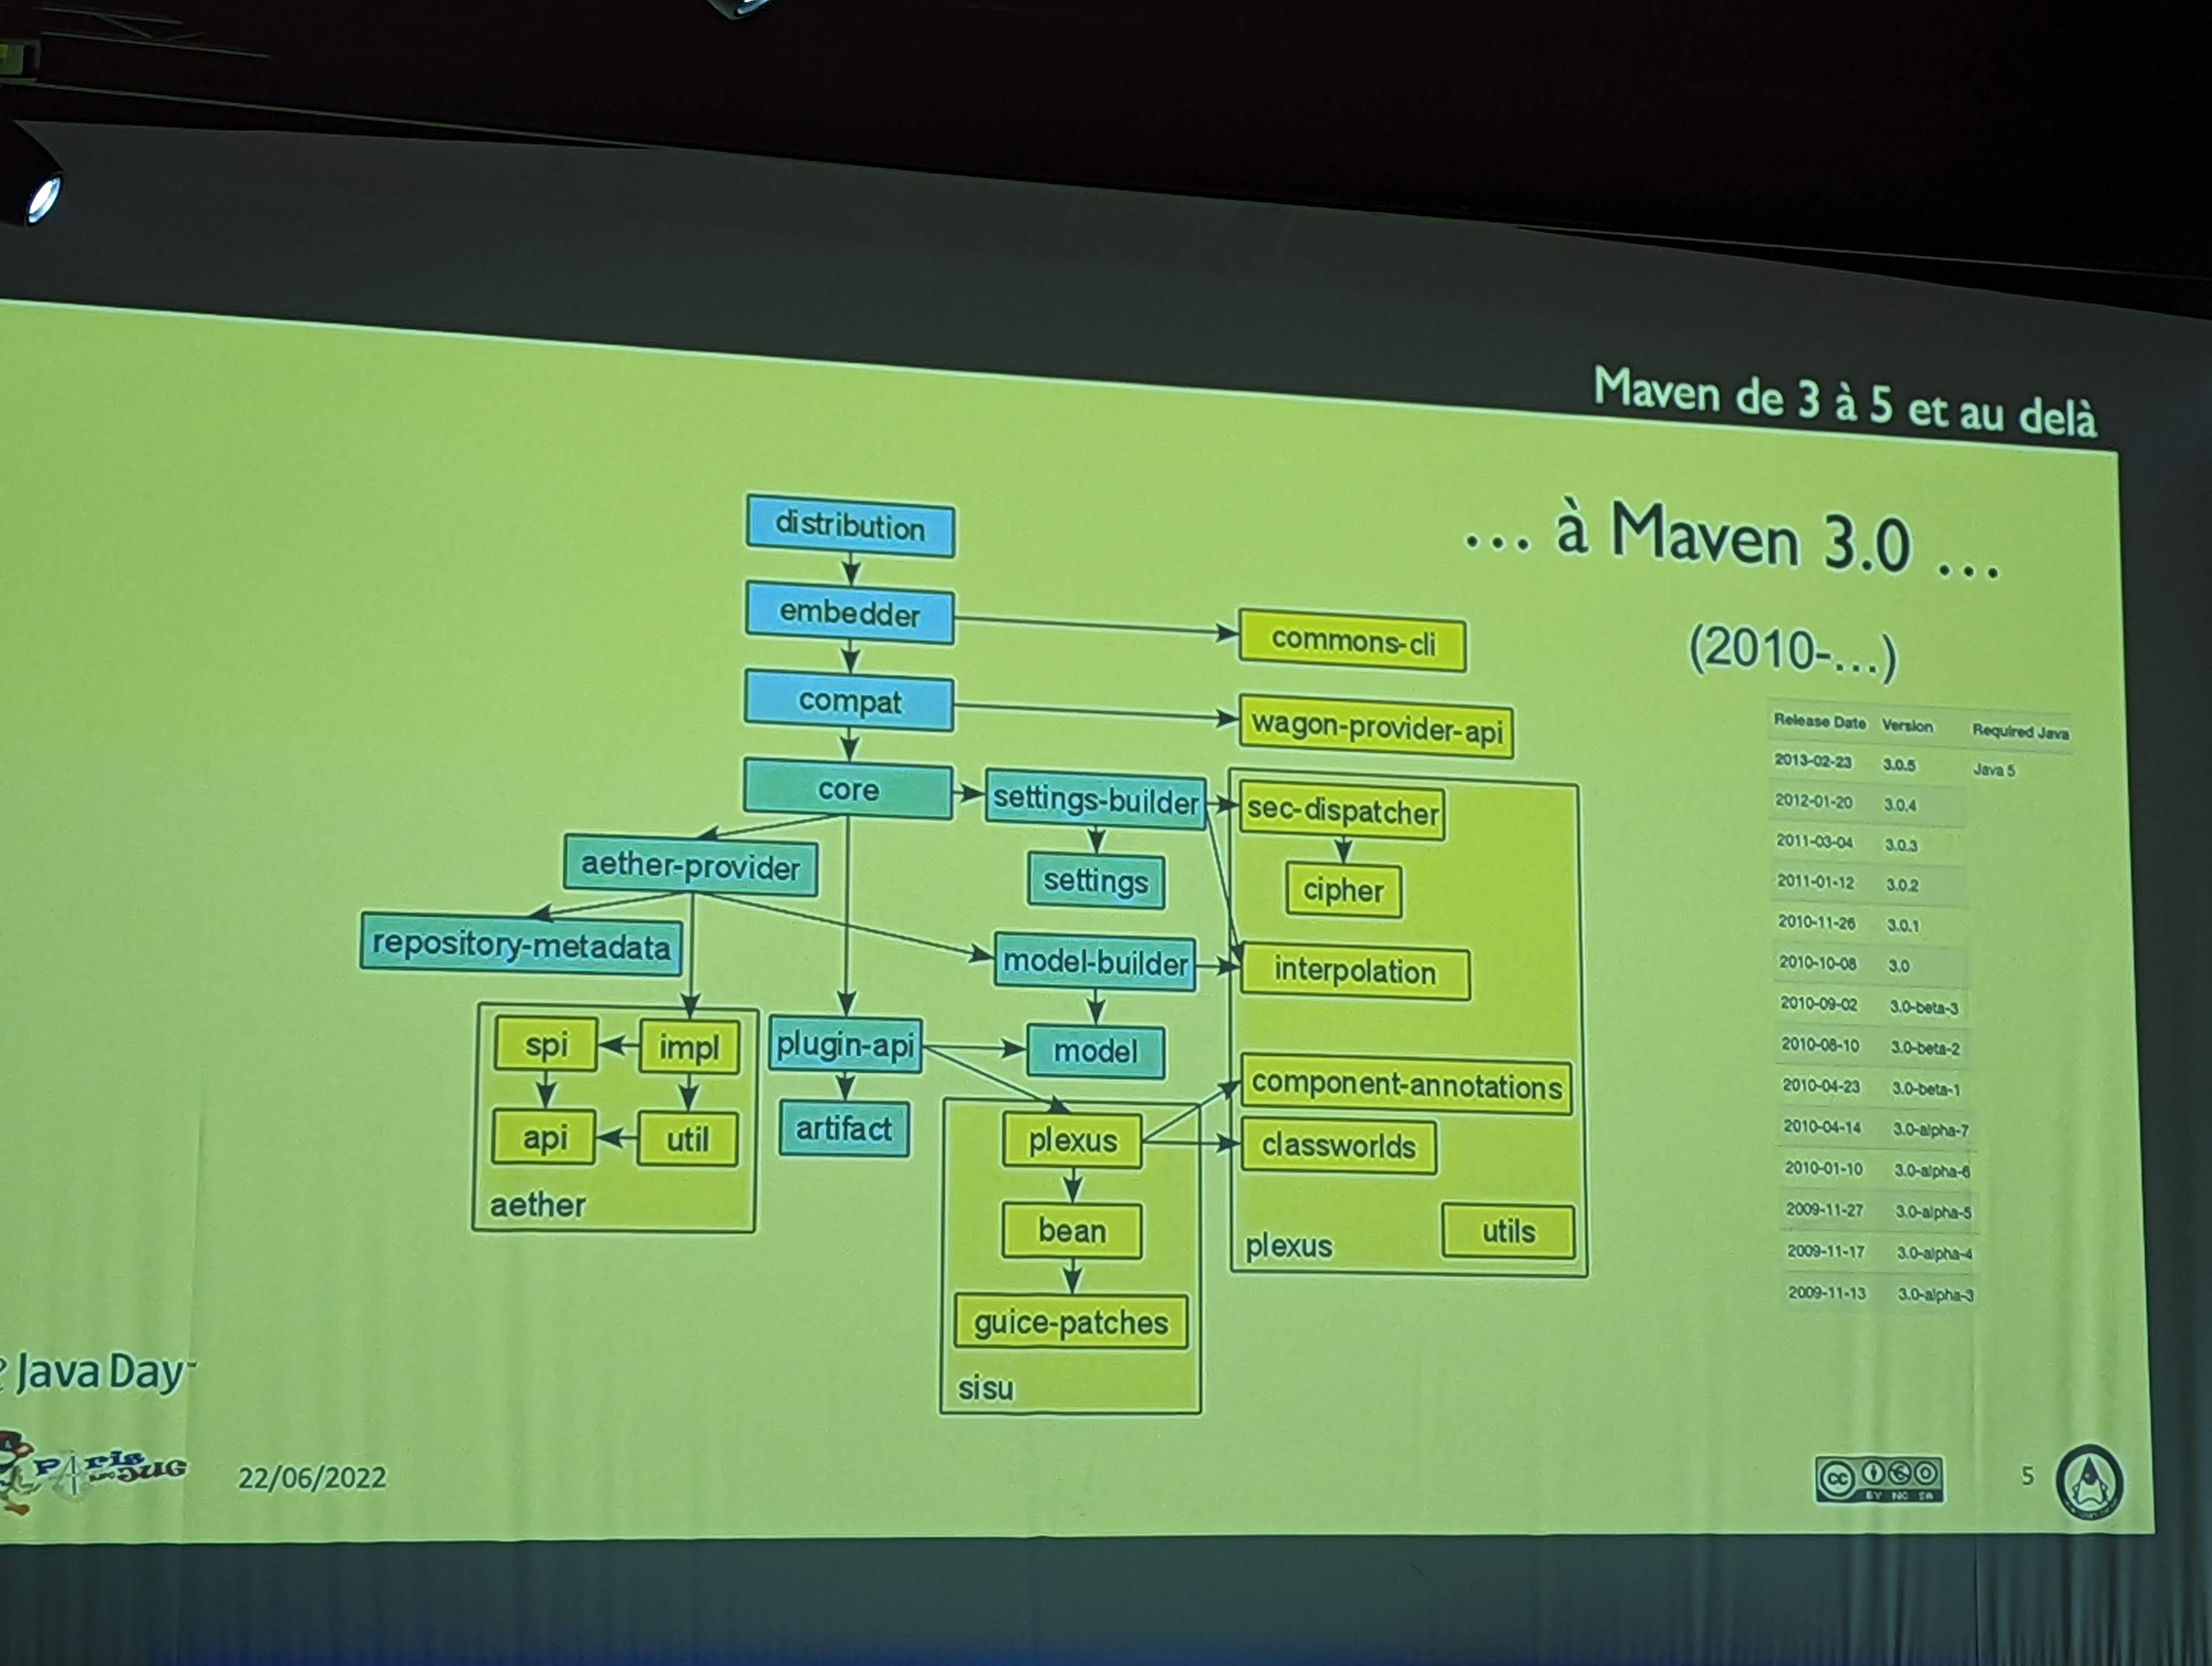 Maven de 3 à 5 et au delà
... à Maven 3.0 ...
(2010-...)
distribution
embedder
commons-cli
compat
wagon-provider-api
core
settings-builder
sec-dispatcher
aether-provider
settings
cipher
repository-metadata
model-builder
interpolation
spi
impl
plugin-api
model
component-annotations
api
util
artifact
plexus
classworlds
aether
bean
plexus
utils
guice-patches
sisu
Release Date Version Required Java
2013-02-23 3.0.5 Java 5
2012-01-20 3.0.4
2011-03-04 3.0.3
2011-01-12 3.0.2
2010-11-26 3.0.1
2010-10-08 3.0
2010-09-02 3.0-beta-3
2010-08-10 3.0-beta-2
2010-04-23 3.0-beta-1
2010-04-14 3.0-alpha-7
2010-01-10 3.0-alpha-6
2009-11-27 3.0-alpha-5
2009-11-17 3.0-alpha-4
2009-11-13 3.0-alpha-3
Java Day
Paris JUG
22/06/2022
cc
BY NC SA
5